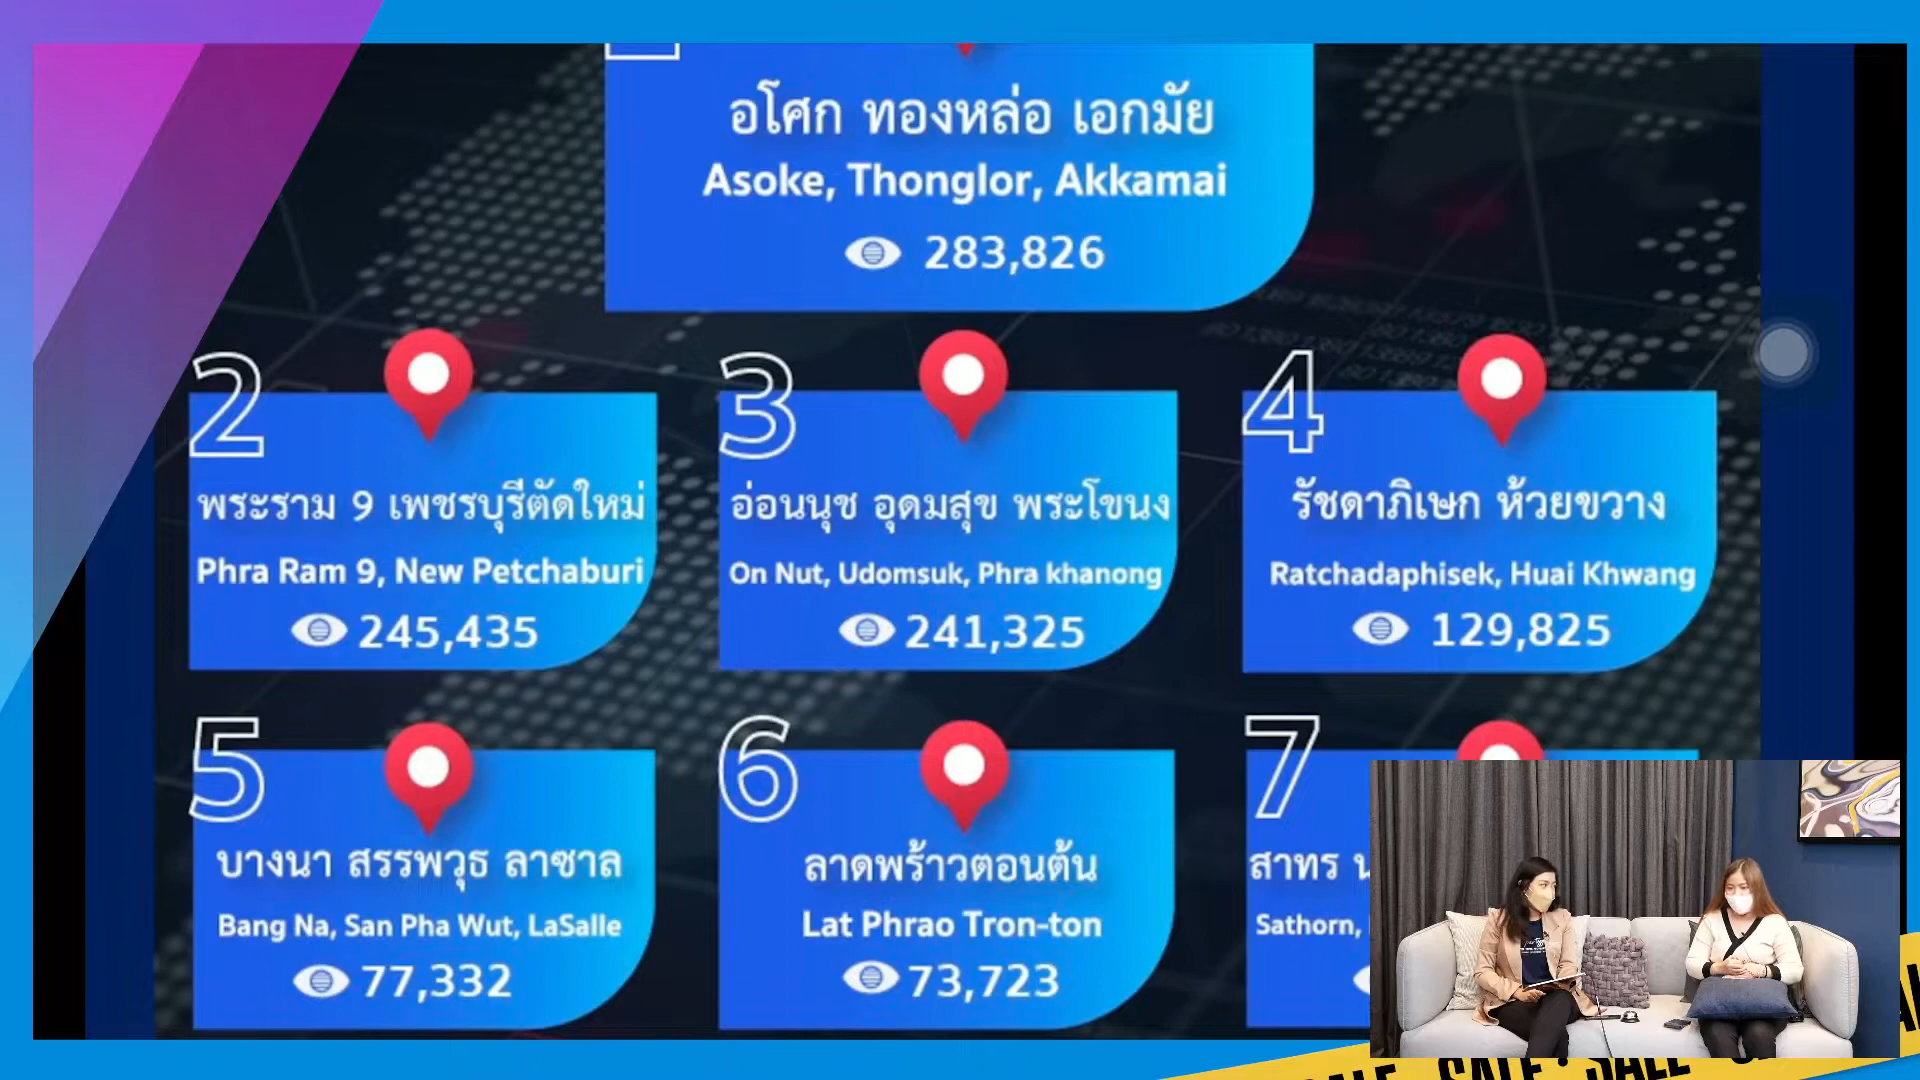 อโศก ทองหล่อ เอกมัย
Asoke, Thonglor, Akkamai
283,826
2
พระราม 9 เพชรบุรีตัดใหม่
Phra Ram 9, New Petchaburi
245,435
3
อ่อนนุช อุดมสุข พระโขนง
On Nut, Udomsuk, Phra khanong
241,325
4
รัชดาภิเษก ห้วยขวาง
Ratchadaphisek, Huai Khwang
129,825
5
บางนา สรรพวุธ ลาซาล
Bang Na, San Pha Wut, LaSalle
77,332
6
ลาดพร้าวตอนต้น
Lat Phrao Tron-ton
73,723
7
สาทร
Sathorn,
SALE SALE